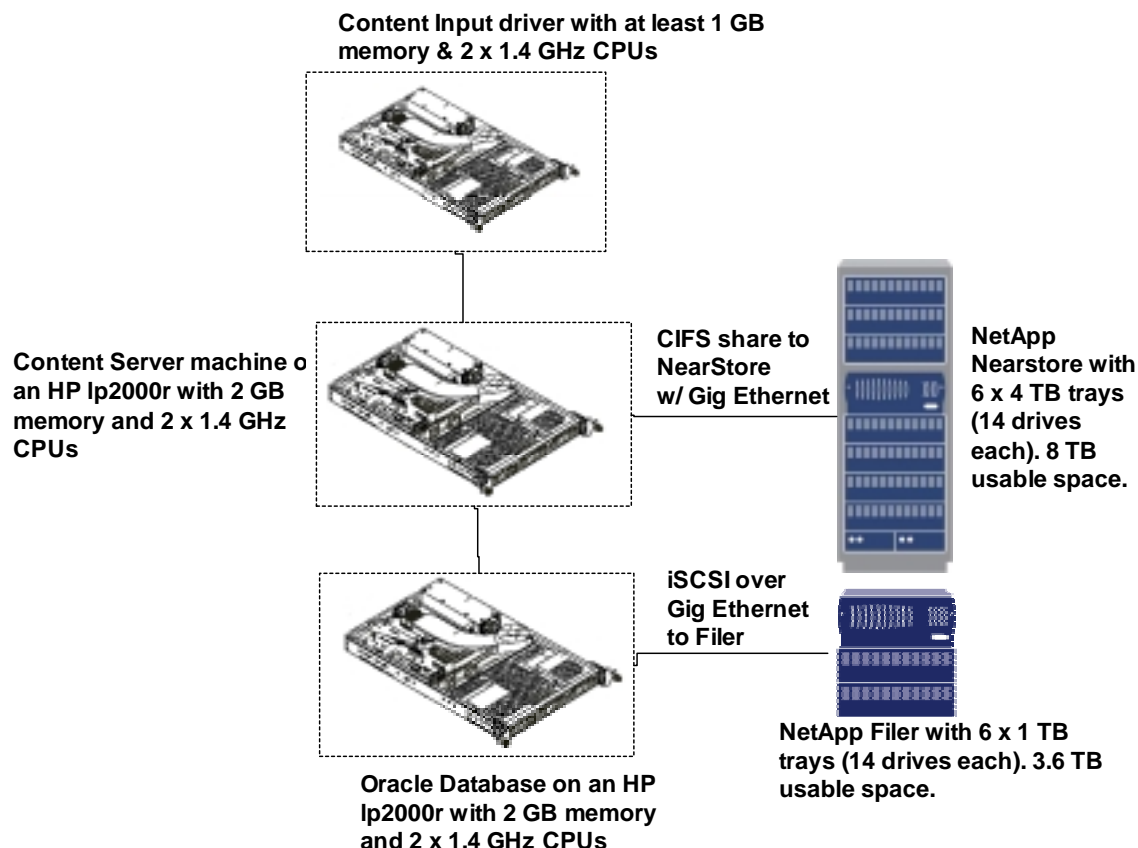 Content Input driver with at least 1 GB
memory & 2 x 1.4 GHz CPUs
Content Server machine o
an HP lp2000r with 2 GB
memory and 2 x 1.4 GHz
CPUs
CIFS share to
NearStore
w/ Gig Ethernet
NetApp
Nearstore with
6 x 4 TB trays
(14 drives
each). 8 TB
usable space.
iSCSI over
Gig Ethernet
to Filer
NetApp Filer with 6 x 1 TB
trays (14 drives each). 3.6 TB
usable space.
Oracle Database on an HP
lp2000r with 2 GB memory
and 2 x 1.4 GHz CPUs